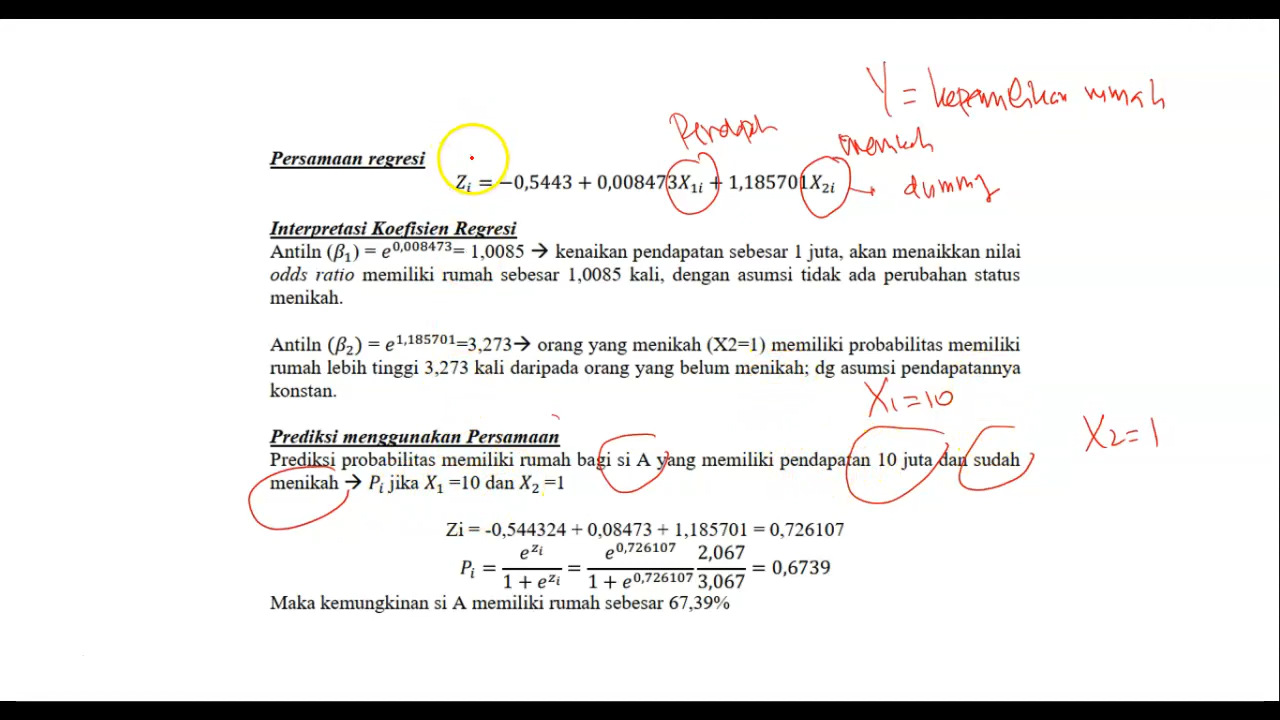 Y = kepemilikan rumah
Pendapat
menikah
Persamaan regresi
Zᵢ = −0,5443 + 0,008473X₁ᵢ + 1,185701X₂ᵢ
dummy
Interpretasi Koefisien Regresi
Antiln (β₁) = e^0,008473= 1,0085 → kenaikan pendapatan sebesar 1 juta, akan menaikkan nilai
odds ratio memiliki rumah sebesar 1,0085 kali, dengan asumsi tidak ada perubahan status
menikah.
Antiln (β₂) = e^1,185701=3,273→ orang yang menikah (X2=1) memiliki probabilitas memiliki
rumah lebih tinggi 3,273 kali daripada orang yang belum menikah; dg asumsi pendapatannya
konstan.
X1=10
X2=1
Prediksi menggunakan Persamaan
Prediksi probabilitas memiliki rumah bagi si A yang memiliki pendapatan 10 juta dan sudah
menikah → Pᵢ jika X₁ =10 dan X₂ =1
Zi = -0,544324 + 0,08473 + 1,185701 = 0,726107
Pᵢ = e^zᵢ / 1 + e^zᵢ = e^0,726107 / 1 + e^0,726107 2,067 / 3,067 = 0,6739
Maka kemungkinan si A memiliki rumah sebesar 67,39%